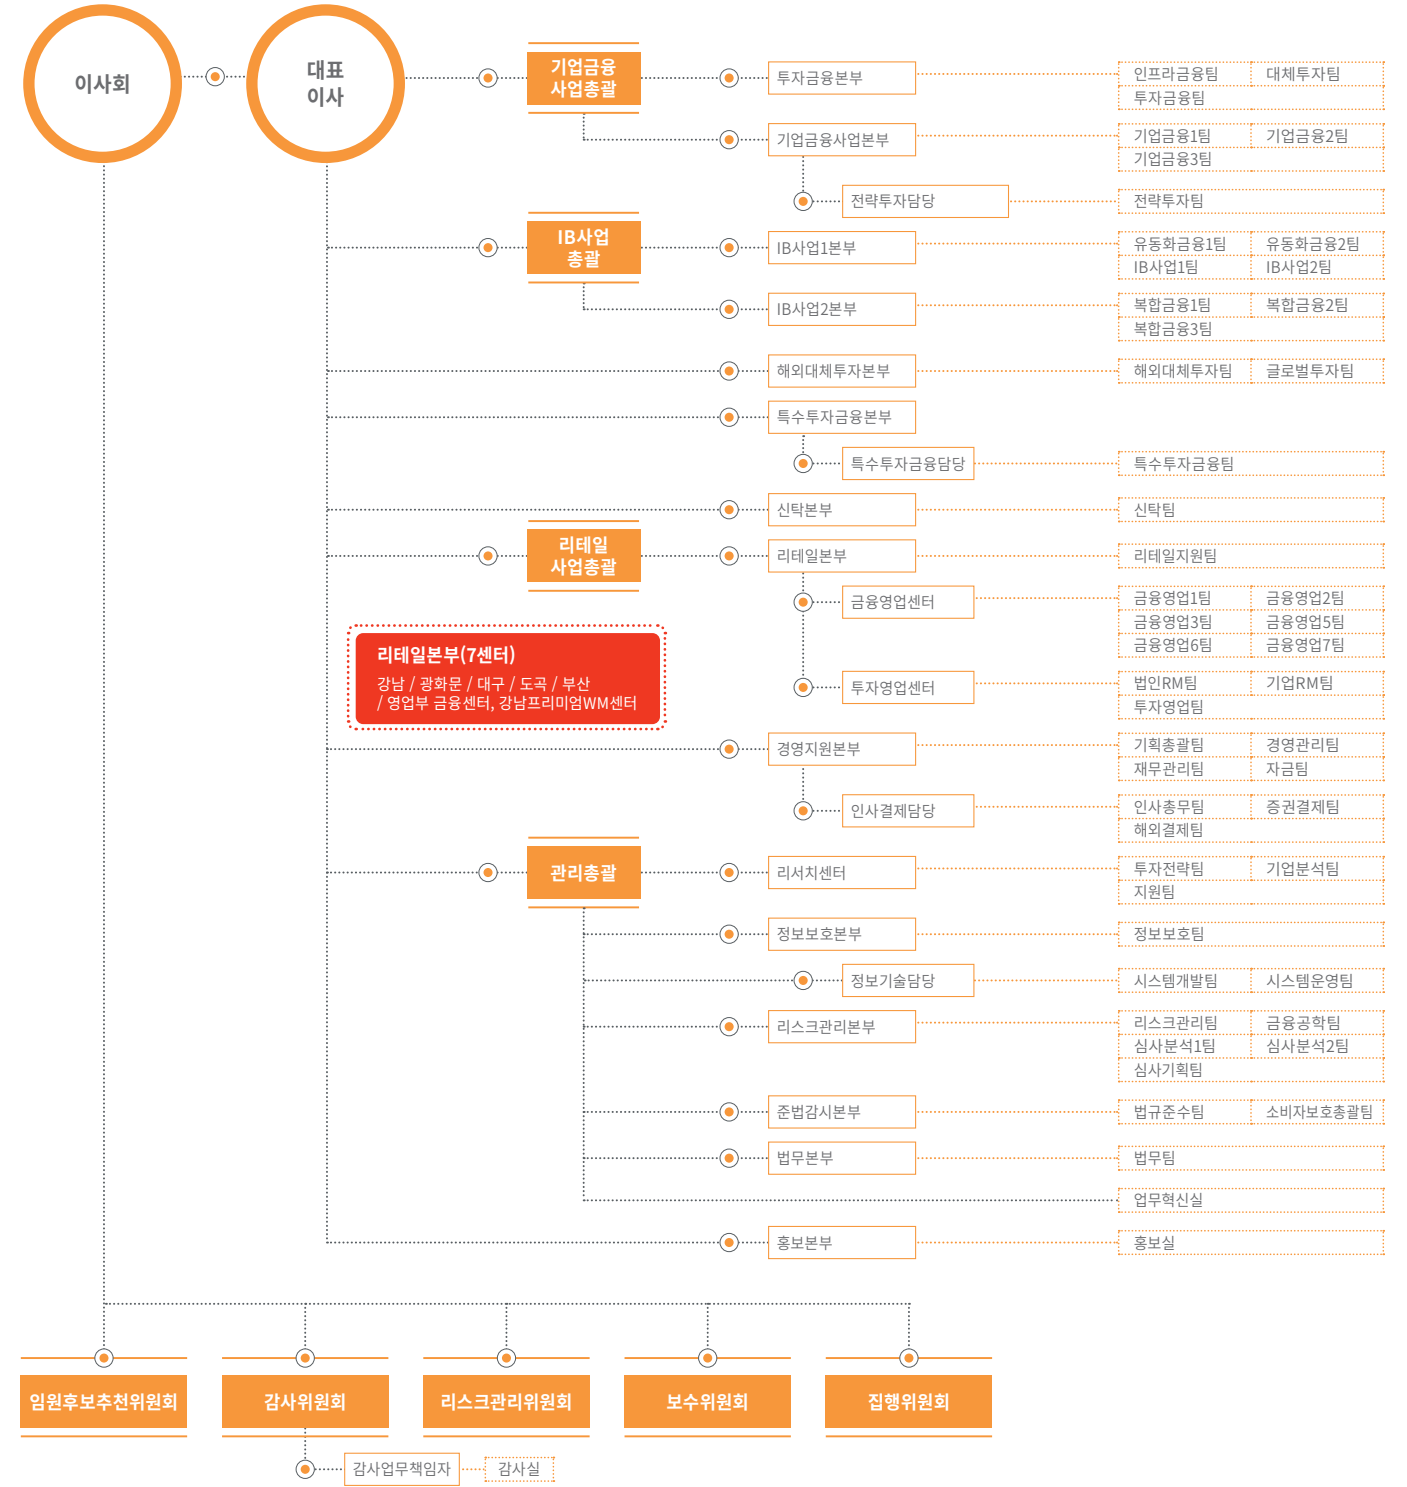 이사회
대표
이사
기업금융
사업총괄
투자금융본부
인프라금융팀 대체투자팀
투자금융팀
기업금융사업본부
기업금융1팀 기업금융2팀
기업금융3팀
전략투자담당
전략투자팀
IB사업
총괄
IB사업1본부
유동화금융1팀 유동화금융2팀
IB사업1팀 IB사업2팀
IB사업2본부
복합금융1팀 복합금융2팀
복합금융3팀
해외대체투자본부
해외대체투자팀 글로벌투자팀
특수투자금융본부
특수투자금융담당
특수투자금융팀
신탁본부
신탁팀
리테일
사업총괄
리테일본부
리테일지원팀
금융영업센터
금융영업1팀 금융영업2팀
금융영업3팀 금융영업5팀
금융영업6팀 금융영업7팀
리테일본부(7센터)
강남 / 광화문 / 대구 / 도곡 / 부산
/ 영업부 금융센터, 강남프리미엄WM센터
투자영업센터
법인RM팀 기업RM팀
투자영업팀
경영지원본부
기획총괄팀 경영관리팀
재무관리팀 자금팀
인사결제담당
인사총무팀 증권결제팀
해외결제팀
관리총괄
리서치센터
투자전략팀 기업분석팀
지원팀
정보보호본부
정보보호팀
정보기술담당
시스템개발팀 시스템운영팀
리스크관리본부
리스크관리팀 금융공학팀
심사분석1팀 심사분석2팀
심사기획팀
준법감시본부
법규준수팀 소비자보호총괄팀
법무본부
법무팀
업무혁신실
홍보본부
홍보실
임원후보추천위원회
감사위원회
리스크관리위원회
보수위원회
집행위원회
감사업무책임자
감사실